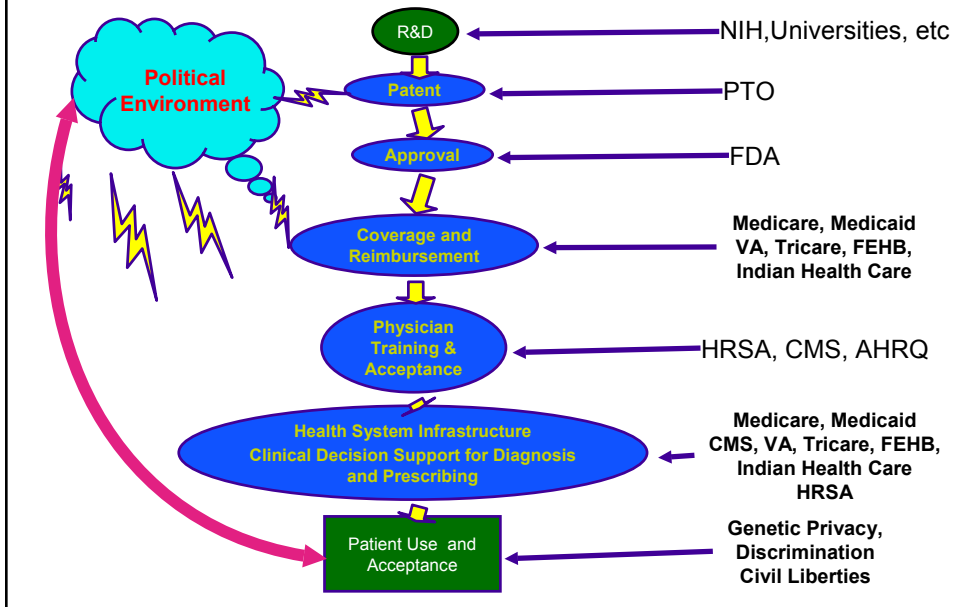 R&D
NIH,Universities, etc
Political
Environment
Patent
PTO
Approval
FDA
Coverage and
Reimbursement
Medicare, Medicaid
VA, Tricare, FEHB,
Indian Health Care
Physician
Training &
Acceptance
HRSA, CMS, AHRQ
Health System Infrastructure
Clinical Decision Support for Diagnosis
and Prescribing
Medicare, Medicaid
CMS, VA, Tricare, FEHB,
Indian Health Care
HRSA
Patient Use and
Acceptance
Genetic Privacy,
Discrimination
Civil Liberties